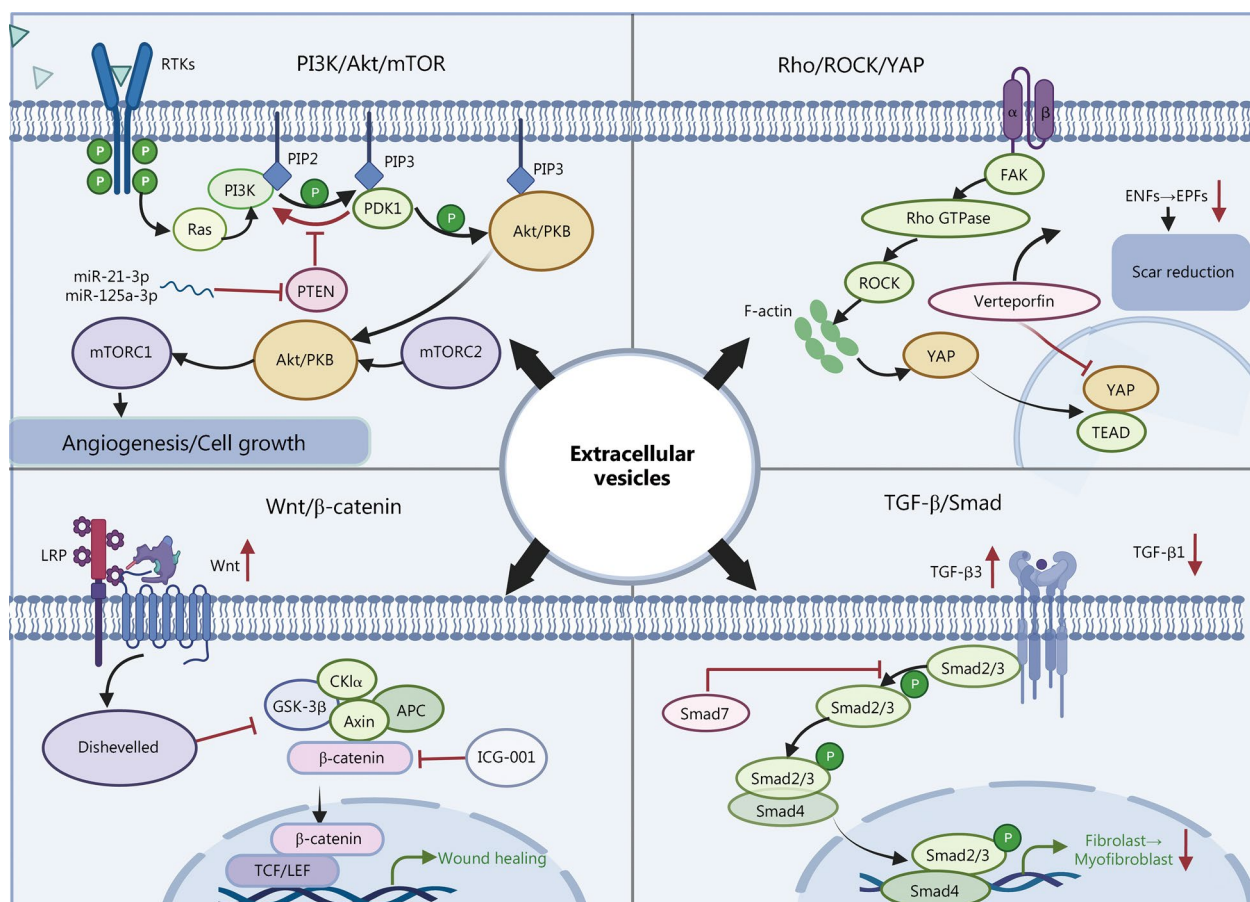 PI3K/Akt/mTOR
RTKs
P
P
P
P
PIP2
PIP3
PIP3
PI3K
P
PDK1
P
Akt/PKB
Ras
miR-21-3p
miR-125a-3p
PTEN
mTORC1
Akt/PKB
mTORC2
Angiogenesis/Cell growth
Rho/ROCK/YAP
α
β
FAK
Rho GTPase
ENFs→EPFs
Scar reduction
ROCK
Verteporfin
F-actin
YAP
YAP
TEAD
Extracellular
vesicles
Wnt/β-catenin
LRP
Wnt
CKlα
GSK-3β
Axin
APC
Dishevelled
β-catenin
ICG-001
β-catenin
TCF/LEF
Wound healing
TGF-β/Smad
TGF-β3
TGF-β1
Smad2/3
P
Smad2/3
Smad7
P
Smad2/3
Smad4
P
Smad2/3
Smad4
Fibrolast→
Myofibroblast